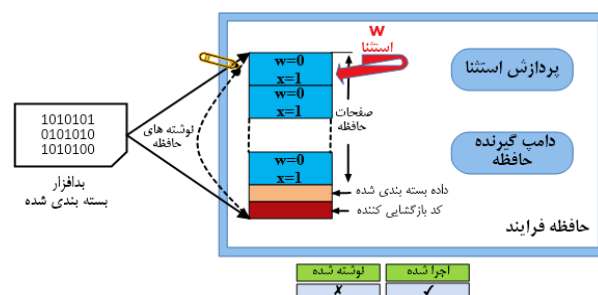 W
استثنا
w=0
x=1
w=0
x=1
w=0
x=1
پردازش استثنا
دامپ گیرنده
حافظه
صفحات
حافظه
نوشته های
حافظه
1010101
0101010
1010100
بدافزار
بسته بندی شده
داده بسته بندی شده
کد بازگشایی کننده
حافظه فرایند
اجرا شده
نوشته شده
✓
✗